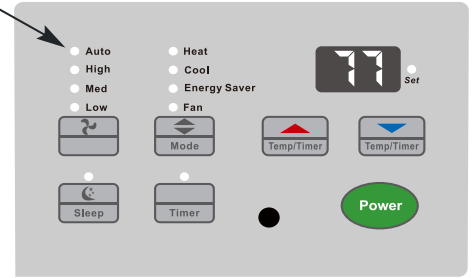 Auto Heat
High Cool
Med Energy Saver
Low Fan
77
Set
Mode
Temp/Timer
Temp/Timer
Sleep
Timer
Power